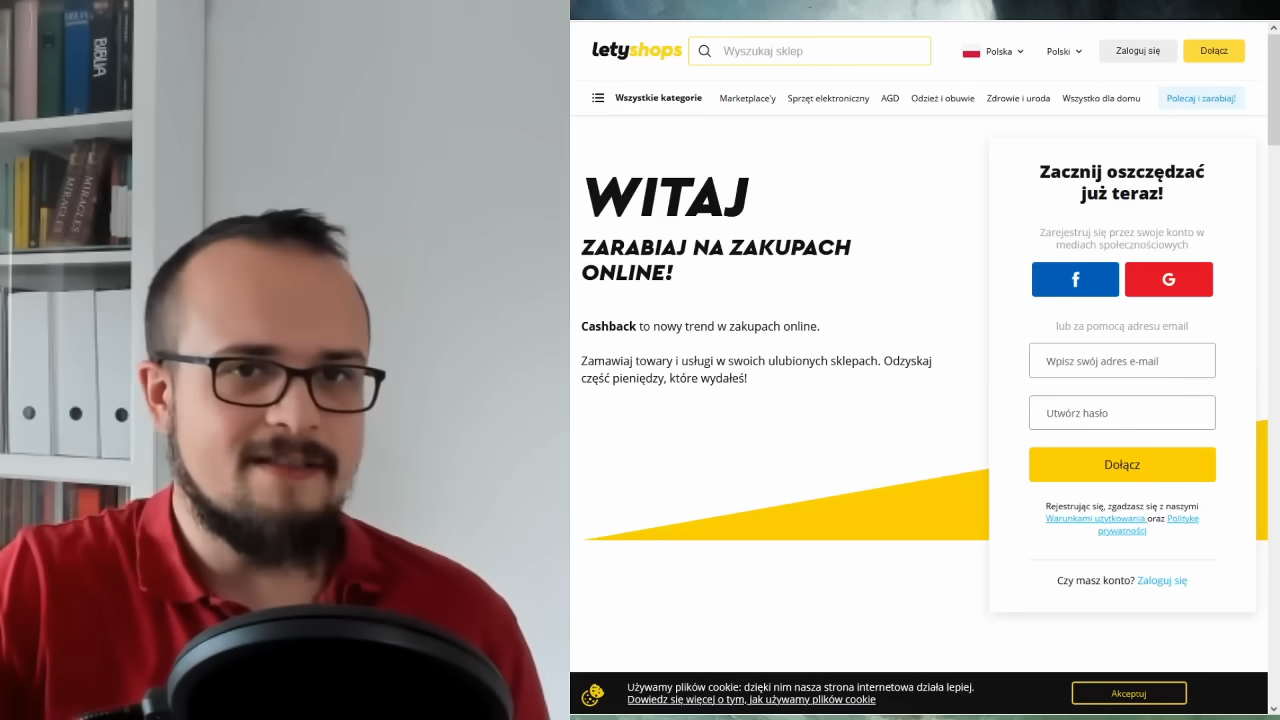 BIBLIA
MIRACLES
MIRACLES
letyshops
Wyszukaj sklep
Polska
Polski
Zaloguj się
Dołącz
Wszystkie kategorie
Marketplace'y
Sprzęt elektroniczny
AGD
Odzież i obuwie
Zdrowie i uroda
Wszystko dla domu
Polecaj i zarabiaj!
WITAJ
ZARABIAJ NA ZAKUPACH
ONLINE!
Cashback to nowy trend w zakupach online.
Zamawiaj towary i usługi w swoich ulubionych sklepach. Odzyskaj
część pieniędzy, które wydałeś!
Zacznij oszczędzać
już teraz!
Zarejestruj się przez swoje konto w
mediach społecznościowych
f
G
lub za pomocą adresu email
Wpisz swój adres e-mail
Utwórz hasło
Dołącz
Rejestrując się, zgadzasz się z naszymi
Warunkami użytkowania oraz Politykę
prywatności
Czy masz konto? Zaloguj się
Używamy plików cookie: dzięki nim nasza strona internetowa działa lepiej.
Dowiedz się więcej o tym, jak używamy plików cookie
Akceptuj